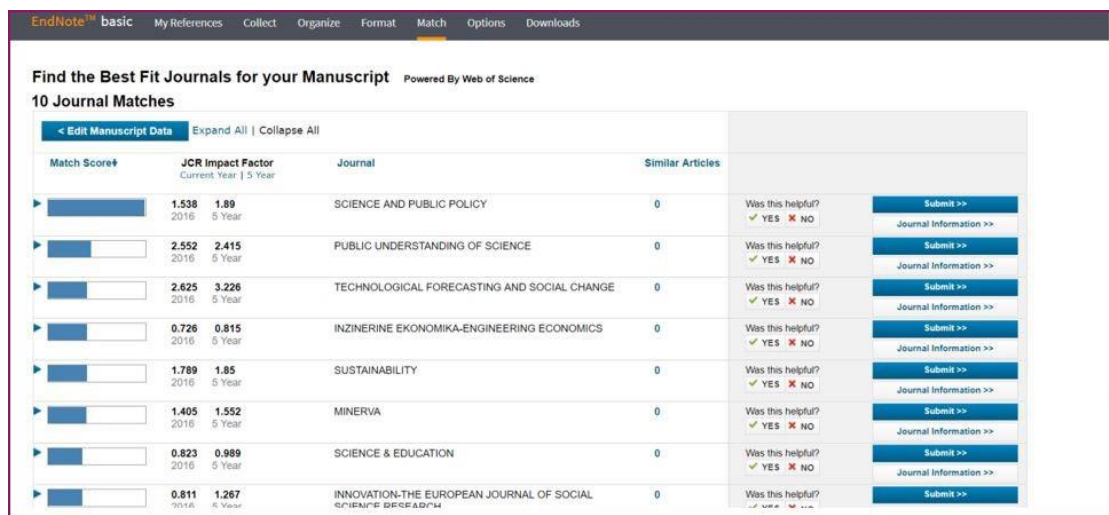 EndNote™ basic My References Collect Organize Format Match Options Downloads
Find the Best Fit Journals for your Manuscript Powered By Web of Science
10 Journal Matches
< Edit Manuscript Data Expand All | Collapse All
Match Score JCR Impact Factor Journal Similar Articles
Current Year | 5 Year
1.538 1.89 SCIENCE AND PUBLIC POLICY 0 Was this helpful? Submit >>
2016 5 Year YES NO Journal Information >>
2.552 2.415 PUBLIC UNDERSTANDING OF SCIENCE 0 Was this helpful? Submit >>
2016 5 Year YES NO Journal Information >>
2.625 3.226 TECHNOLOGICAL FORECASTING AND SOCIAL CHANGE 0 Was this helpful? Submit >>
2016 5 Year YES NO Journal Information >>
0.726 0.815 INZINERINE EKONOMIKA-ENGINEERING ECONOMICS 0 Was this helpful? Submit >>
2016 5 Year YES NO Journal Information >>
1.789 1.85 SUSTAINABILITY 0 Was this helpful? Submit >>
2016 5 Year YES NO Journal Information >>
1.405 1.552 MINERVA 0 Was this helpful? Submit >>
2016 5 Year YES NO Journal Information >>
0.823 0.989 SCIENCE & EDUCATION 0 Was this helpful? Submit >>
2016 5 Year YES NO Journal Information >>
0.811 1.267 INNOVATION-THE EUROPEAN JOURNAL OF SOCIAL 0 Was this helpful? Submit >>
2016 5 Year SCIENCE RESEARCH YES NO